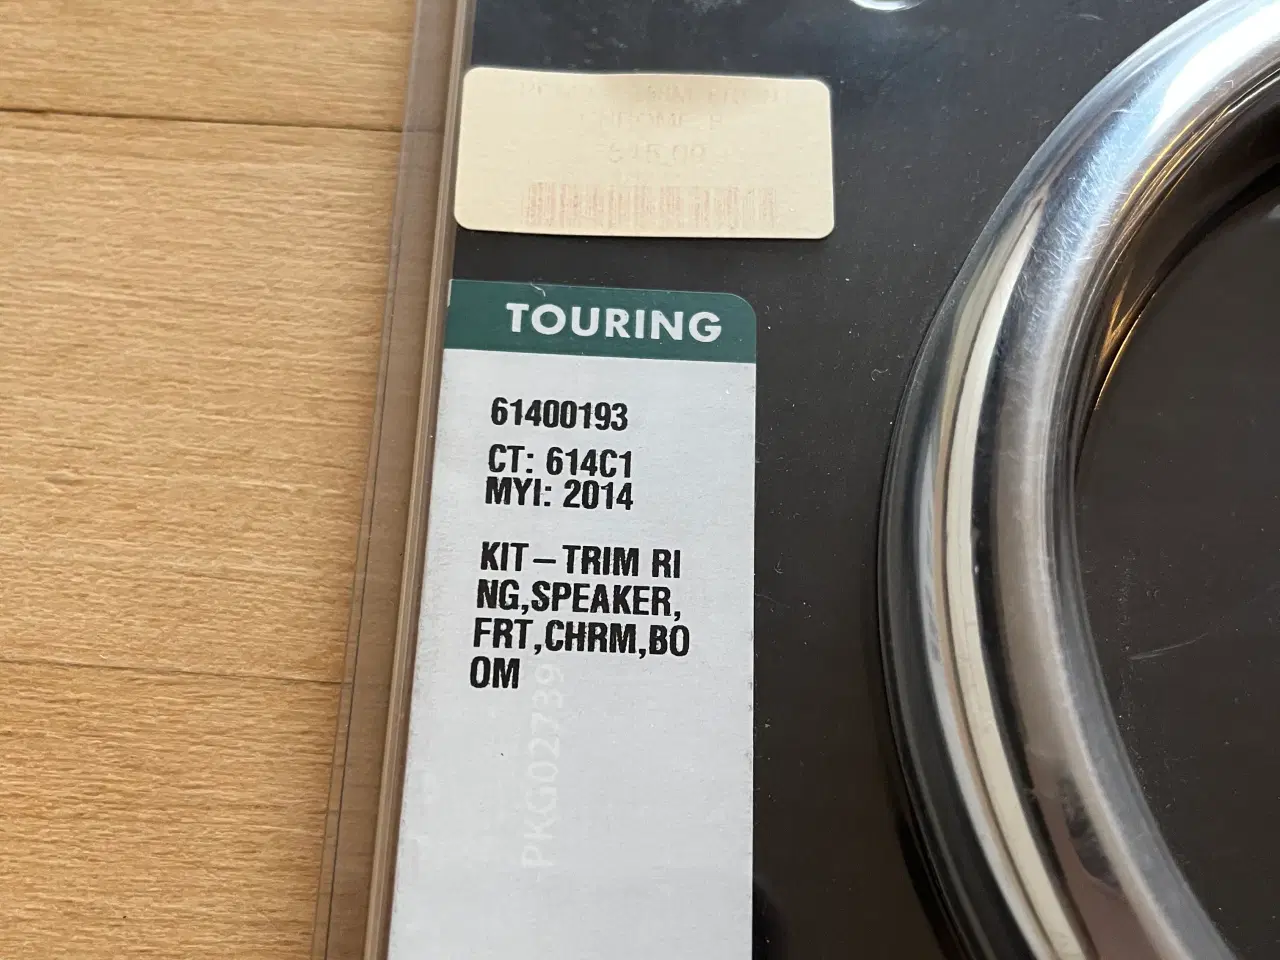 TOURING
61400193
CT: 614C1
MYI: 2014
KIT–TRIM RI
NG,SPEAKER,
FRT,CHRM,BO
OM
PKG02739